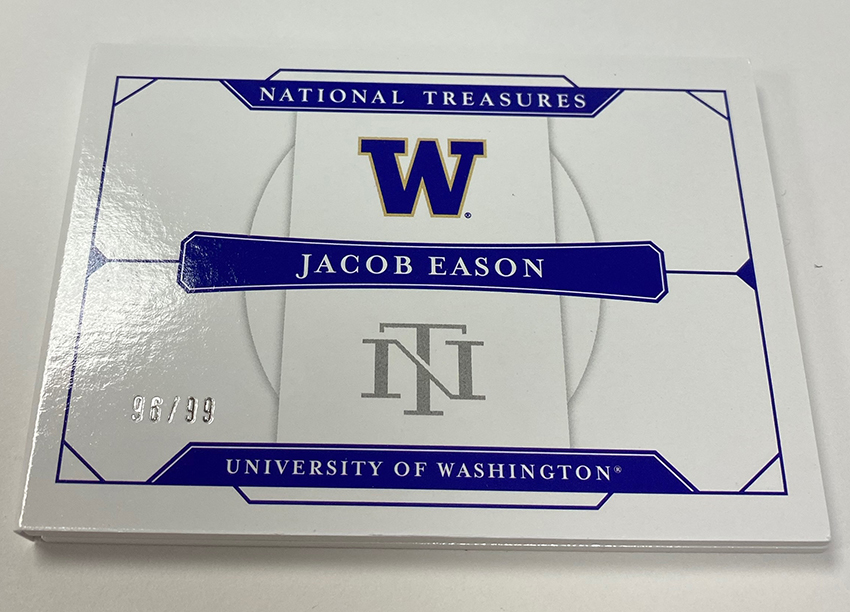 NATIONAL TREASURES
W®
JACOB EASON
NT
96/99
UNIVERSITY OF WASHINGTON®